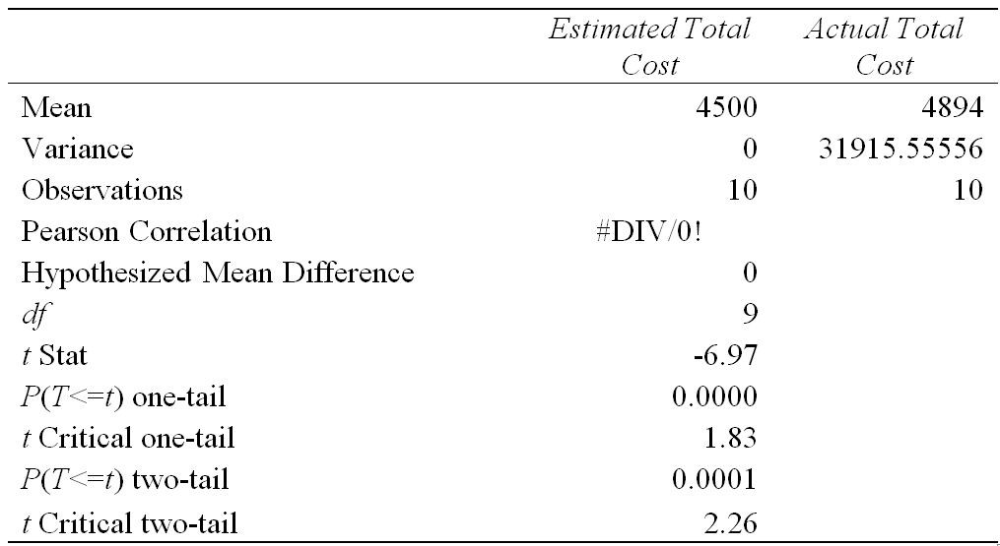 Estimated Total Actual Total
Cost Cost
Mean 4500 4894
Variance 0 31915.55556
Observations 10 10
Pearson Correlation #DIV/0!
Hypothesized Mean Difference 0
df 9
t Stat -6.97
P(T<=t) one-tail 0.0000
t Critical one-tail 1.83
P(T<=t) two-tail 0.0001
t Critical two-tail 2.26